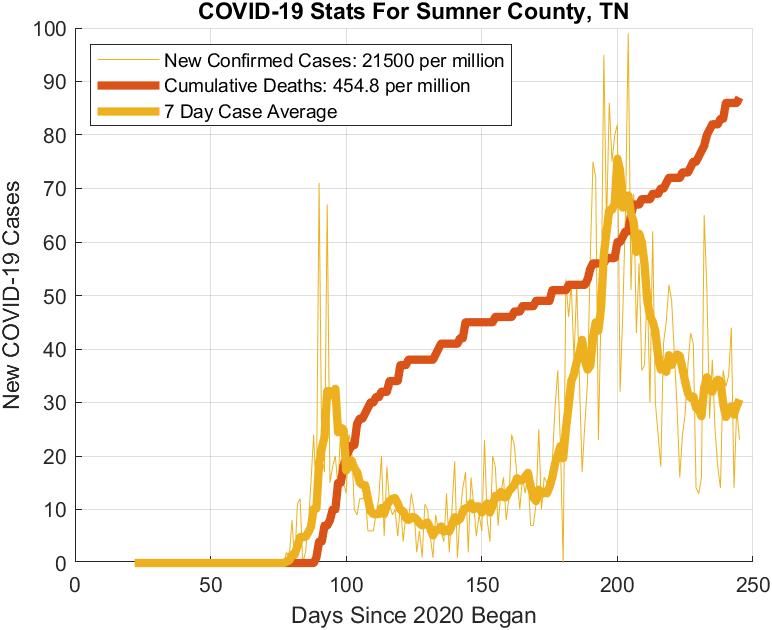 COVID-19 Stats For Sumner County, TN
New Confirmed Cases: 21500 per million
Cumulative Deaths: 454.8 per million
7 Day Case Average
New COVID-19 Cases
100
90
80
70
60
50
40
30
20
10
0
0 50 100 150 200 250
Days Since 2020 Began